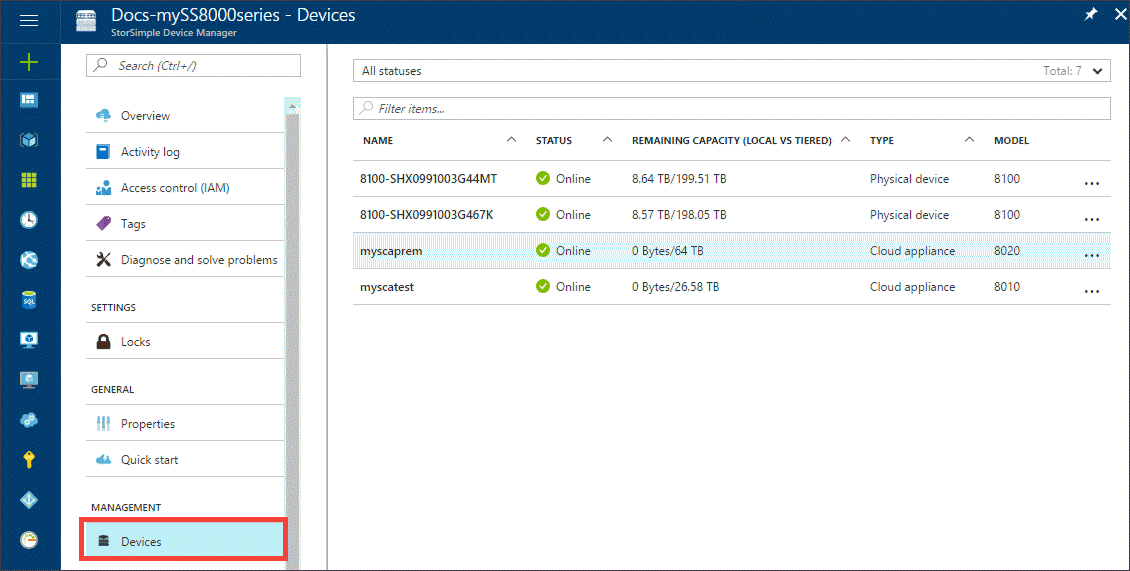 Docs-mySS8000series - Devices
StorSimple Device Manager
Search (Ctrl+/)
Overview
Activity log
Access control (IAM)
Tags
Diagnose and solve problems
SETTINGS
Locks
GENERAL
Properties
Quick start
MANAGEMENT
Devices
All statuses Total: 7
Filter items...
NAME STATUS REMAINING CAPACITY (LOCAL VS TIERED) TYPE MODEL
8100-SHX0991003G44MT Online 8.64 TB/199.51 TB Physical device 8100 ...
8100-SHX0991003G467K Online 8.57 TB/198.05 TB Physical device 8100 ...
myscaprem Online 0 Bytes/64 TB Cloud appliance 8020 ...
myscatest Online 0 Bytes/26.58 TB Cloud appliance 8010 ...
SQL